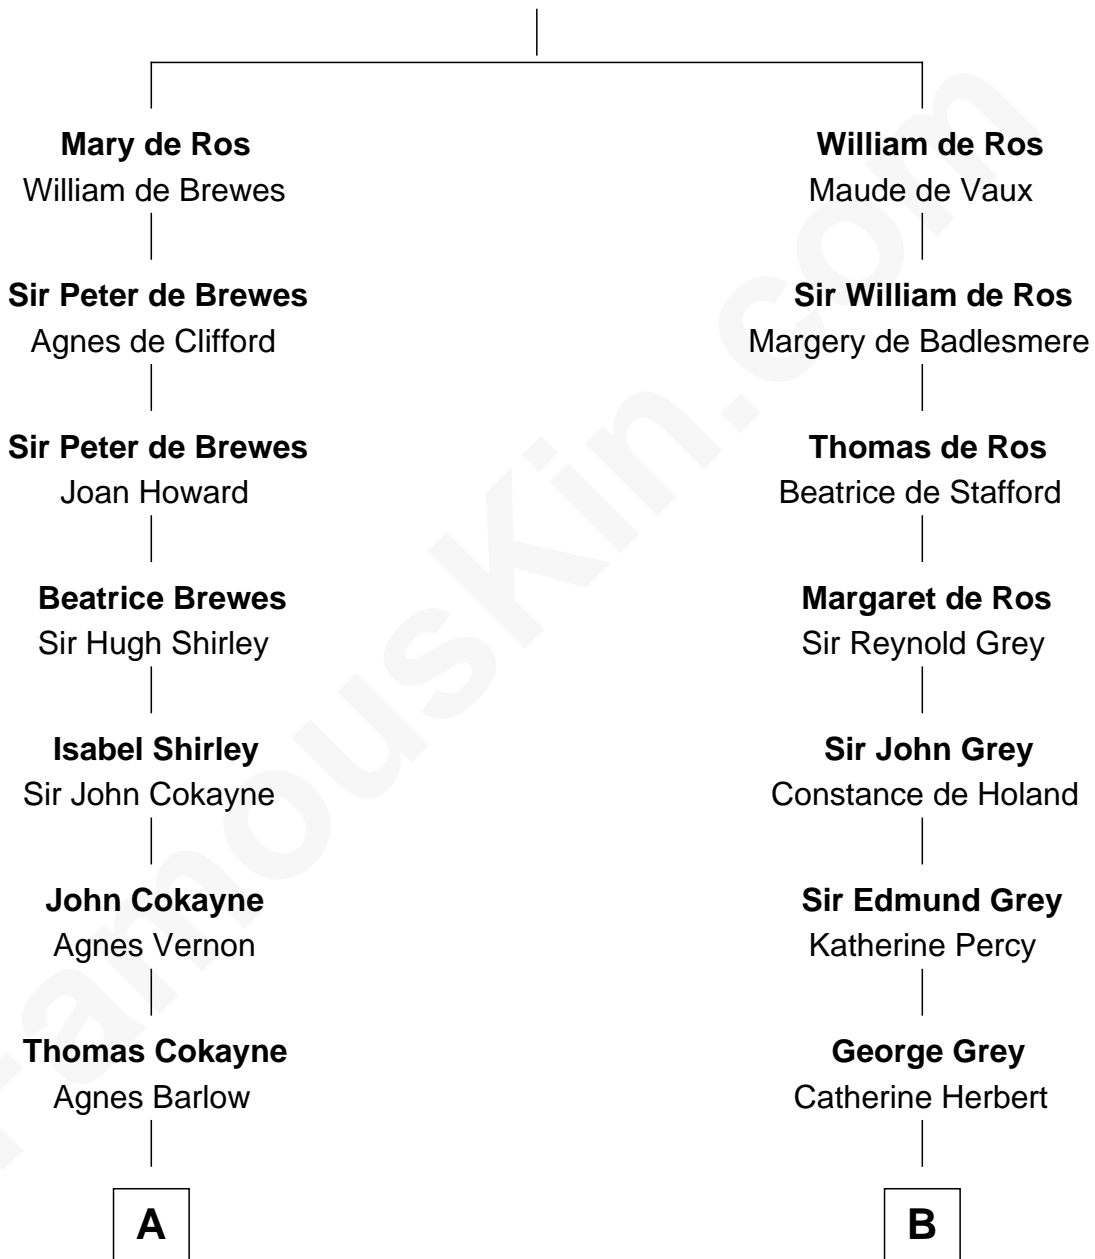 Mary de Ros
William de Brewes
Sir Peter de Brewes
Agnes de Clifford
Sir Peter de Brewes
Joan Howard
Beatrice Brewes
Sir Hugh Shirley
Isabel Shirley
Sir John Cokayne
John Cokayne
Agnes Vernon
Thomas Cokayne
Agnes Barlow
A
William de Ros
Maude de Vaux
Sir William de Ros
Margery de Badlesmere
Thomas de Ros
Beatrice de Stafford
Margaret de Ros
Sir Reynold Grey
Sir John Grey
Constance de Holand
Sir Edmund Grey
Katherine Percy
George Grey
Catherine Herbert
B
FamousKin.com